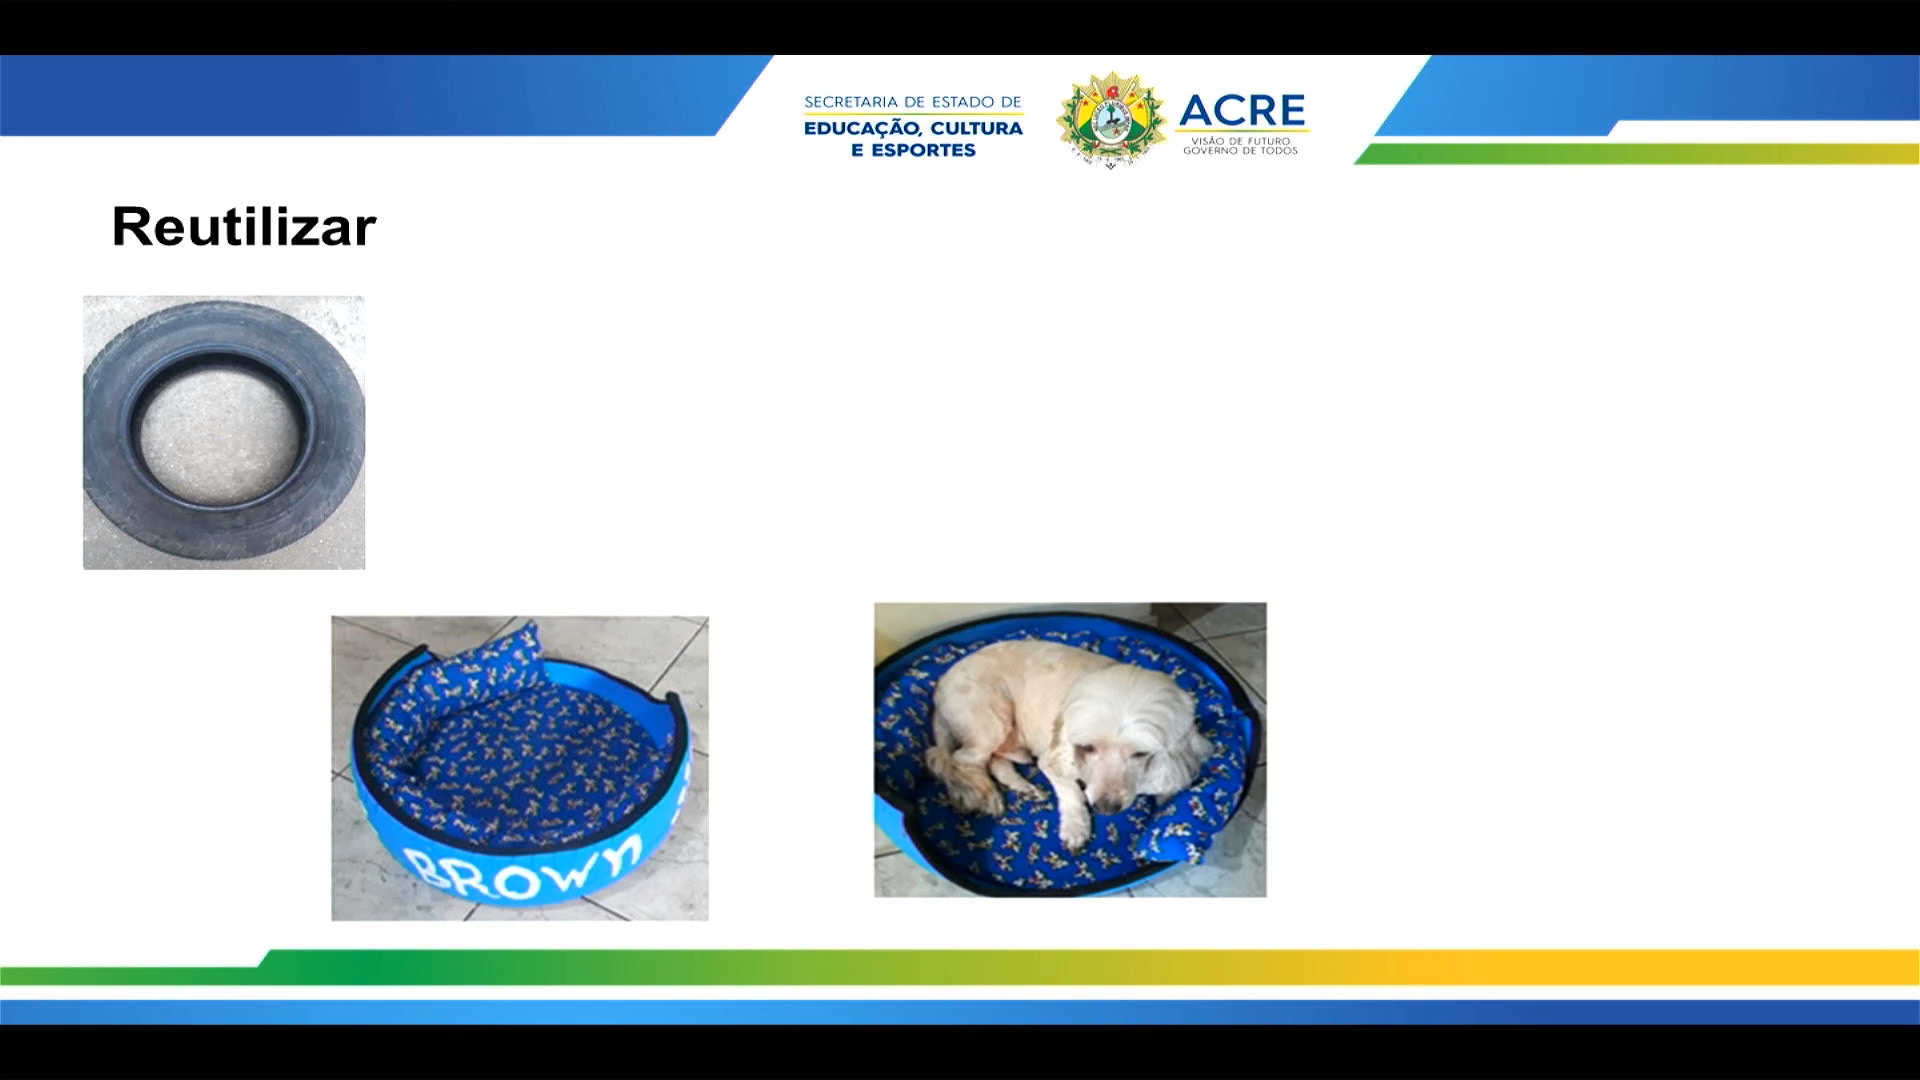 SECRETARIA DE ESTADO DE
EDUCAÇÃO, CULTURA
E ESPORTES
ACRE
VISÃO DE FUTURO
GOVERNO DE TODOS
Reutilizar
BROWN